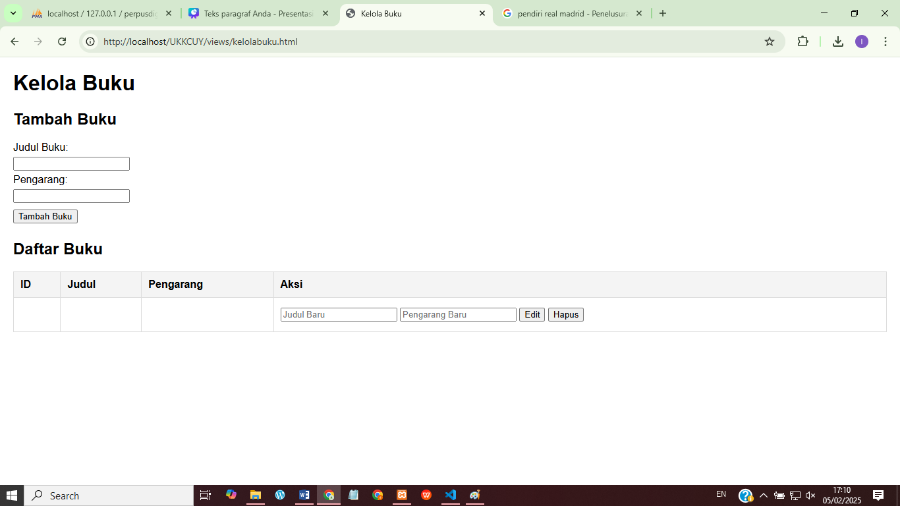 localhost / 127.0.0.1 / perpusdi
Teks paragraf Anda - Presentasi
Kelola Buku
pendiri real madrid - Penelusur
http://localhost/UKKCUY/views/kelolabuku.html
I
Kelola Buku
Tambah Buku
Judul Buku:
Pengarang:
Tambah Buku
Daftar Buku
ID Judul Pengarang Aksi
Judul Baru Pengarang Baru Edit Hapus
Search
EN
17:10
05/02/2025